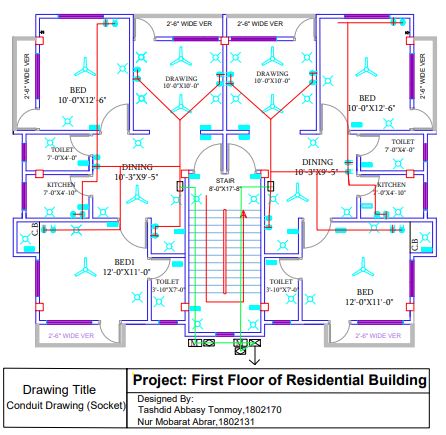 2'-6" WIDE VER
2'-6" WIDE VER
2'-6" WIDE VER
2'-6" WIDE VER
BED
10'-0"X12'-6"
DRAWING
10'-0"X10'-0"
DRAWING
10'-0"X10'-0"
BED
10'-0"X12'-6"
TOILET
7'-0"X4'-0"
DINING
10'-3"X9'-5"
STAIR
8'-0"X17'-8"
DINING
10'-3"X9'-5"
TOILET
7'-0"X4'-0"
KITCHEN
7'-0"X4'-10"
KITCHEN
7'-0"X4'-10"
A
C.B
C.B
BED1
12'-0"X11'-0"
TOILET
3'-10"X7'-0"
TOILET
3'-10"X7'-0"
BED
12'-0"X11'-0"
2'-6" WIDE VER
2'-6" WIDE VER
Drawing Title
Conduit Drawing (Socket)
Project: First Floor of Residential Building
Designed By:
Tashdid Abbasy Tonmoy,1802170
Nur Mobarat Abrar,1802131